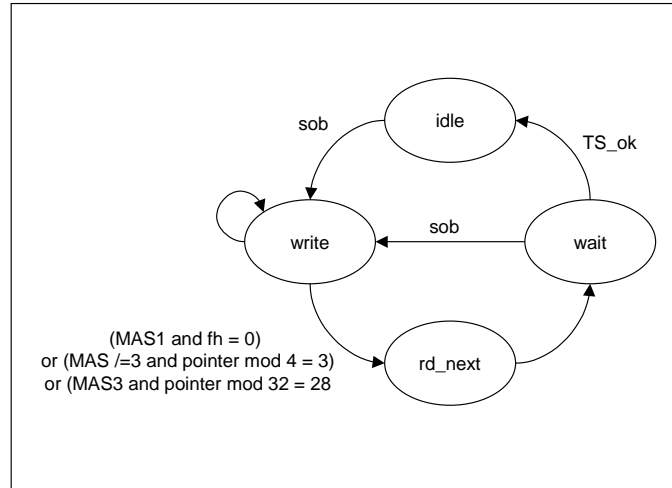 idle
sob
TS_ok
write
sob
wait
(MAS1 and fh = 0)
or (MAS /=3 and pointer mod 4 = 3)
or (MAS3 and pointer mod 32 = 28
rd_next